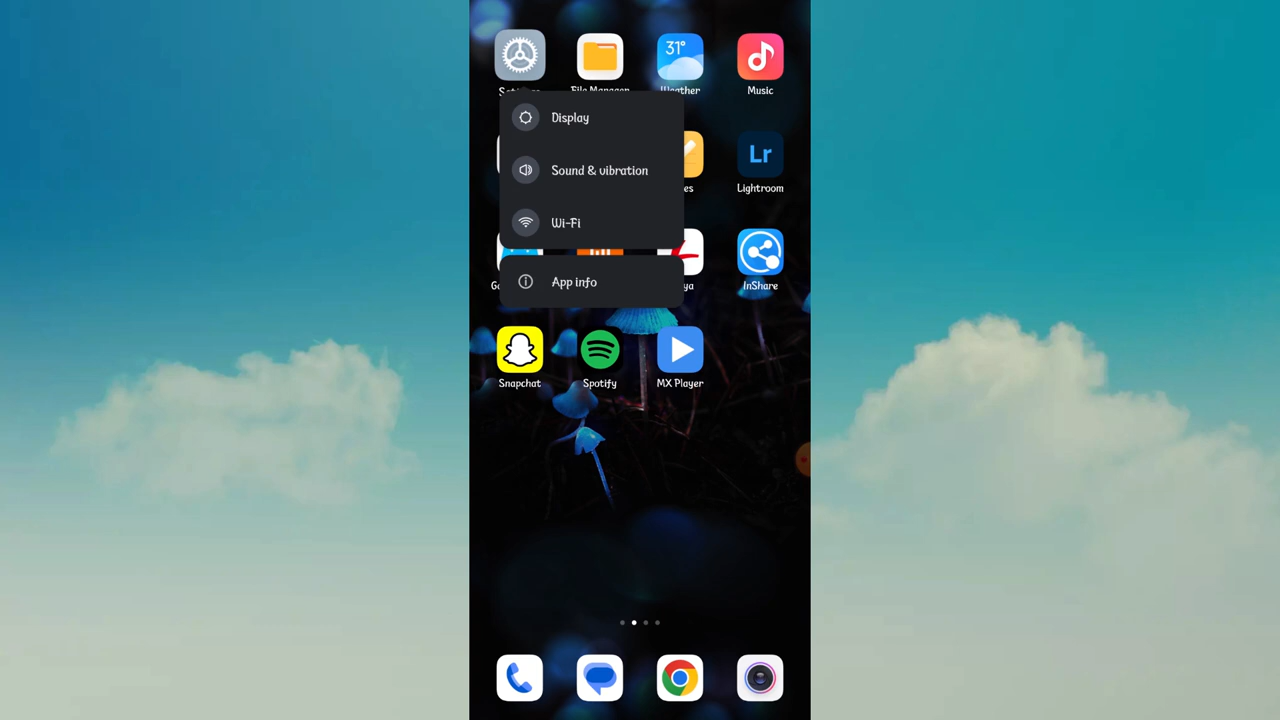 31°
File Manager
Weather
Music
Display
Sound & vibration
Wi-Fi
App info
Lr
Lightroom
InShare
Snapchat
Spotify
MX Player